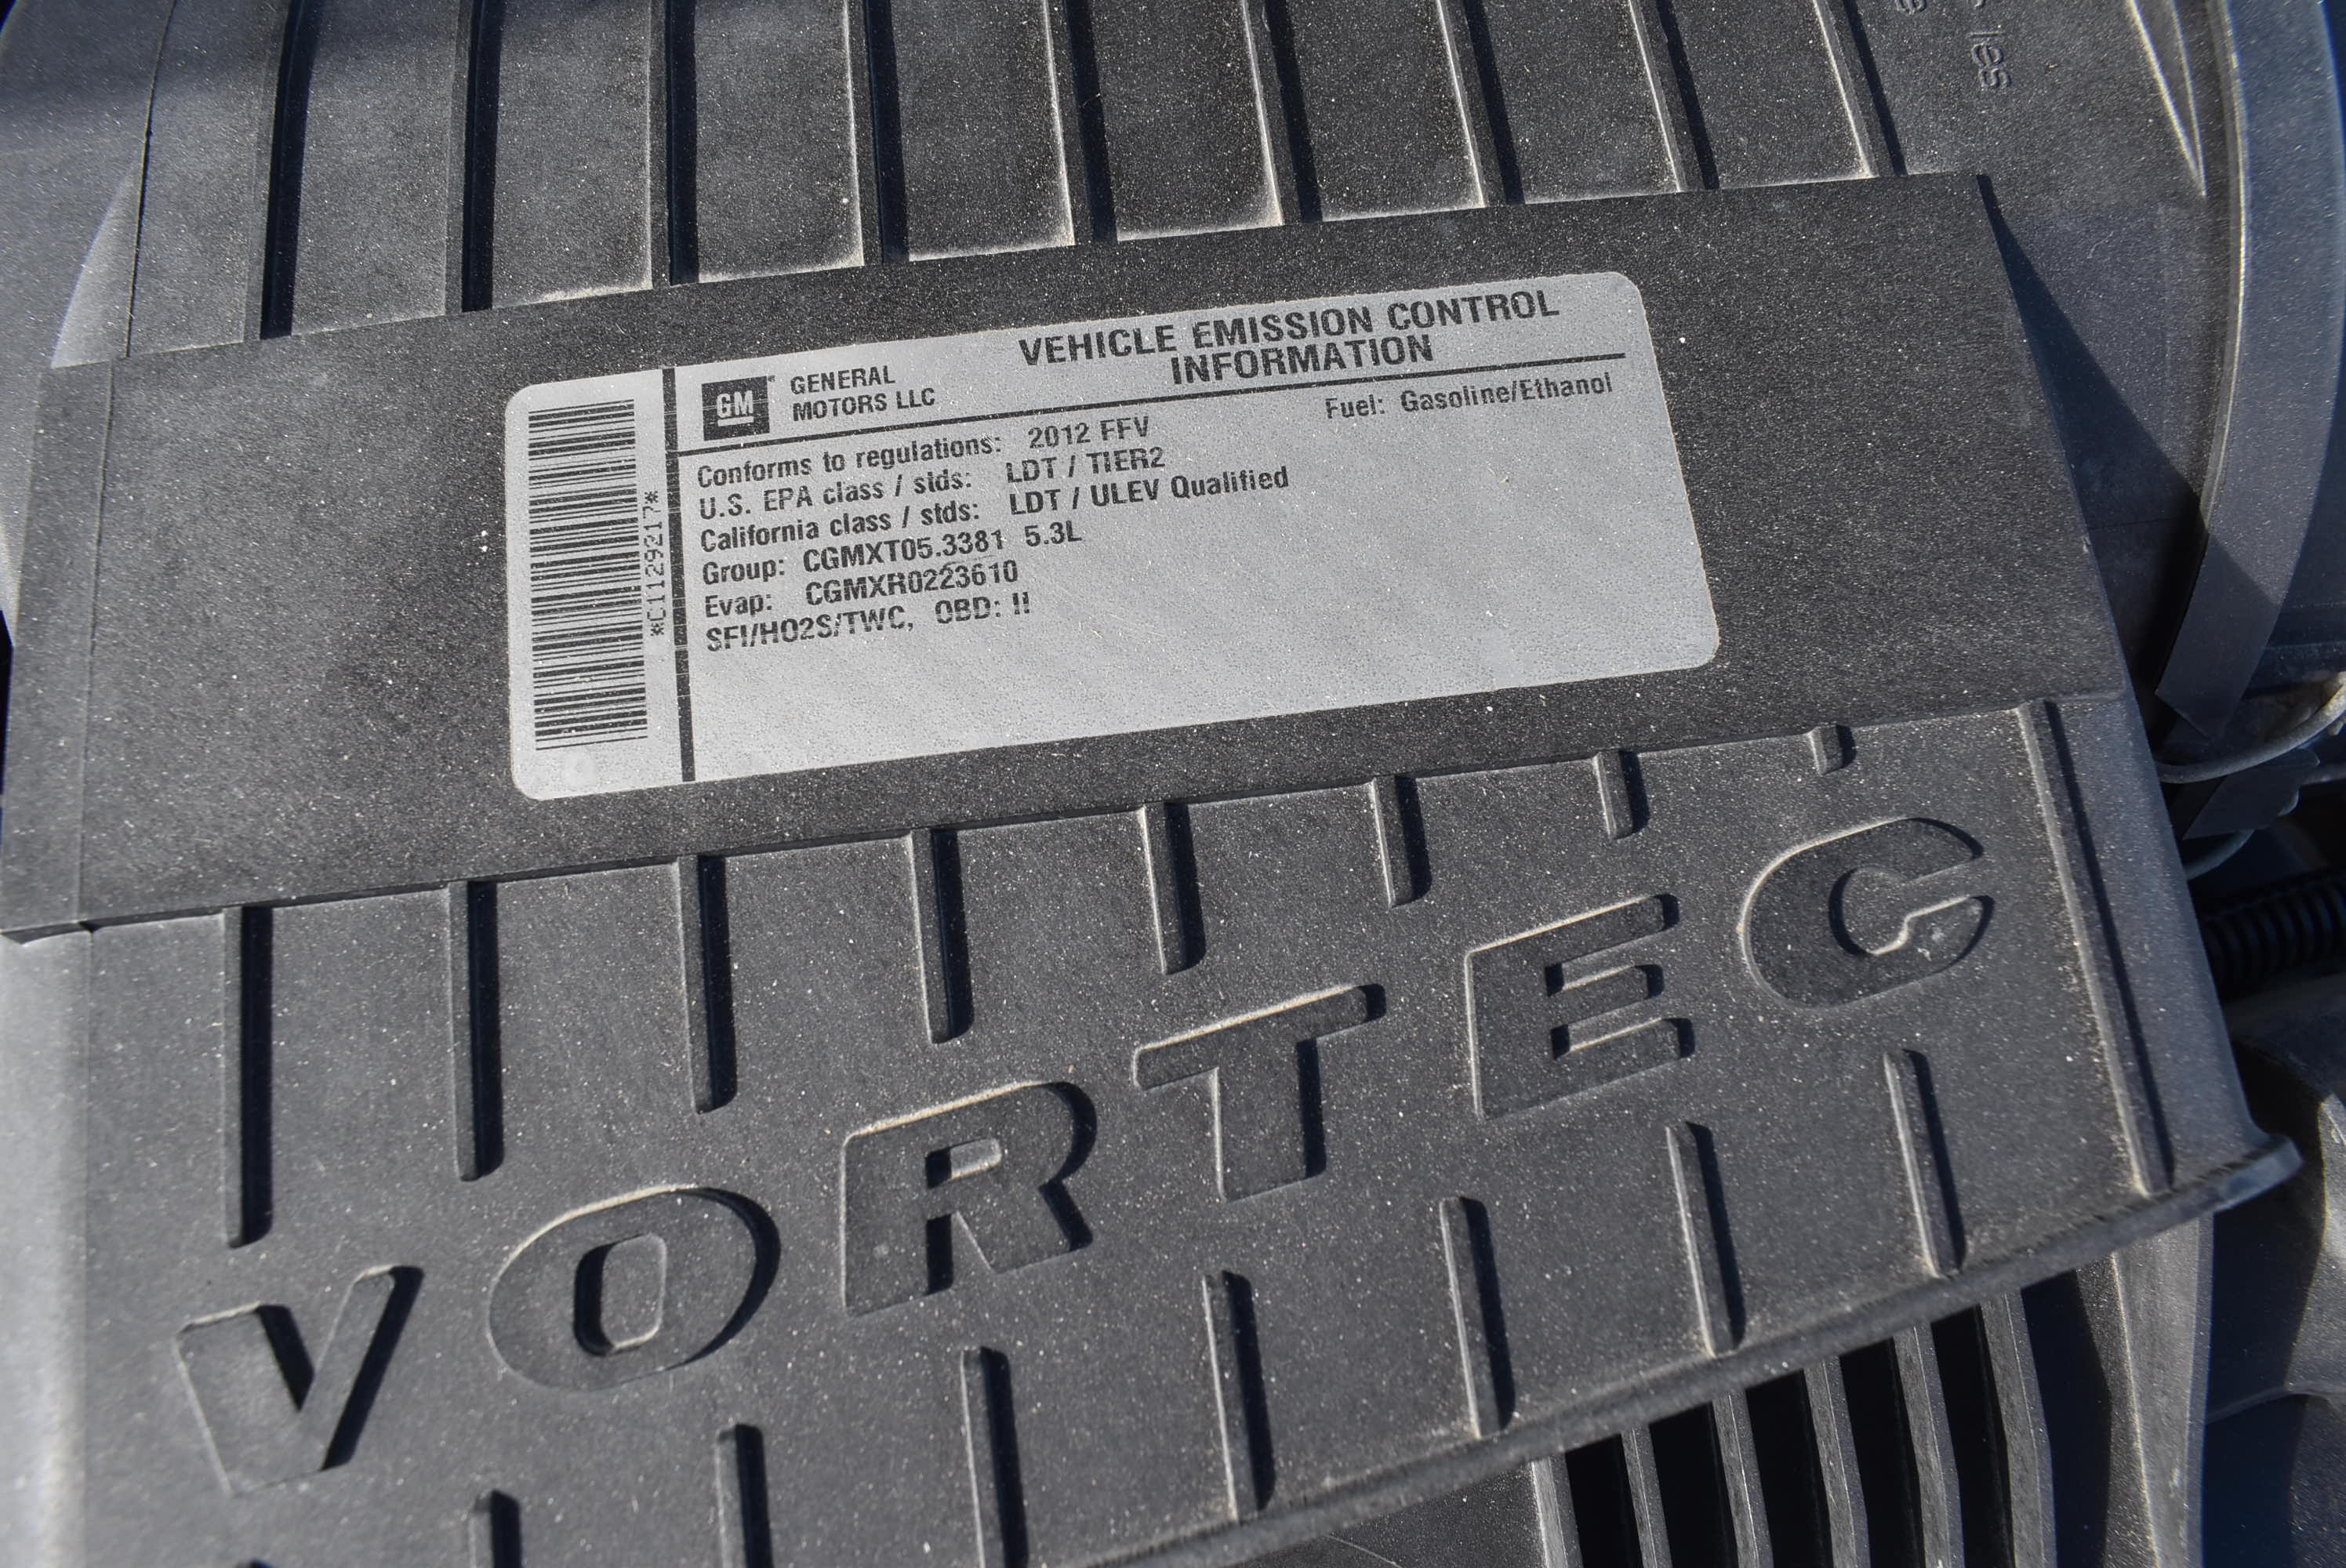 GM
GENERAL
MOTORS LLC
VEHICLE EMISSION CONTROL
INFORMATION
Fuel: Gasoline/Ethanol
Conforms to regulations: 2012 FFV
U.S. EPA class / stds: LDT / TIER2
California class / stds: LDT / ULEV Qualified
Group: CGMXT05.3381 5.3L
Evap: CGMXR0223610
SFI/HO2S/TWC, OBD: II
*C11292217*
VORTEC